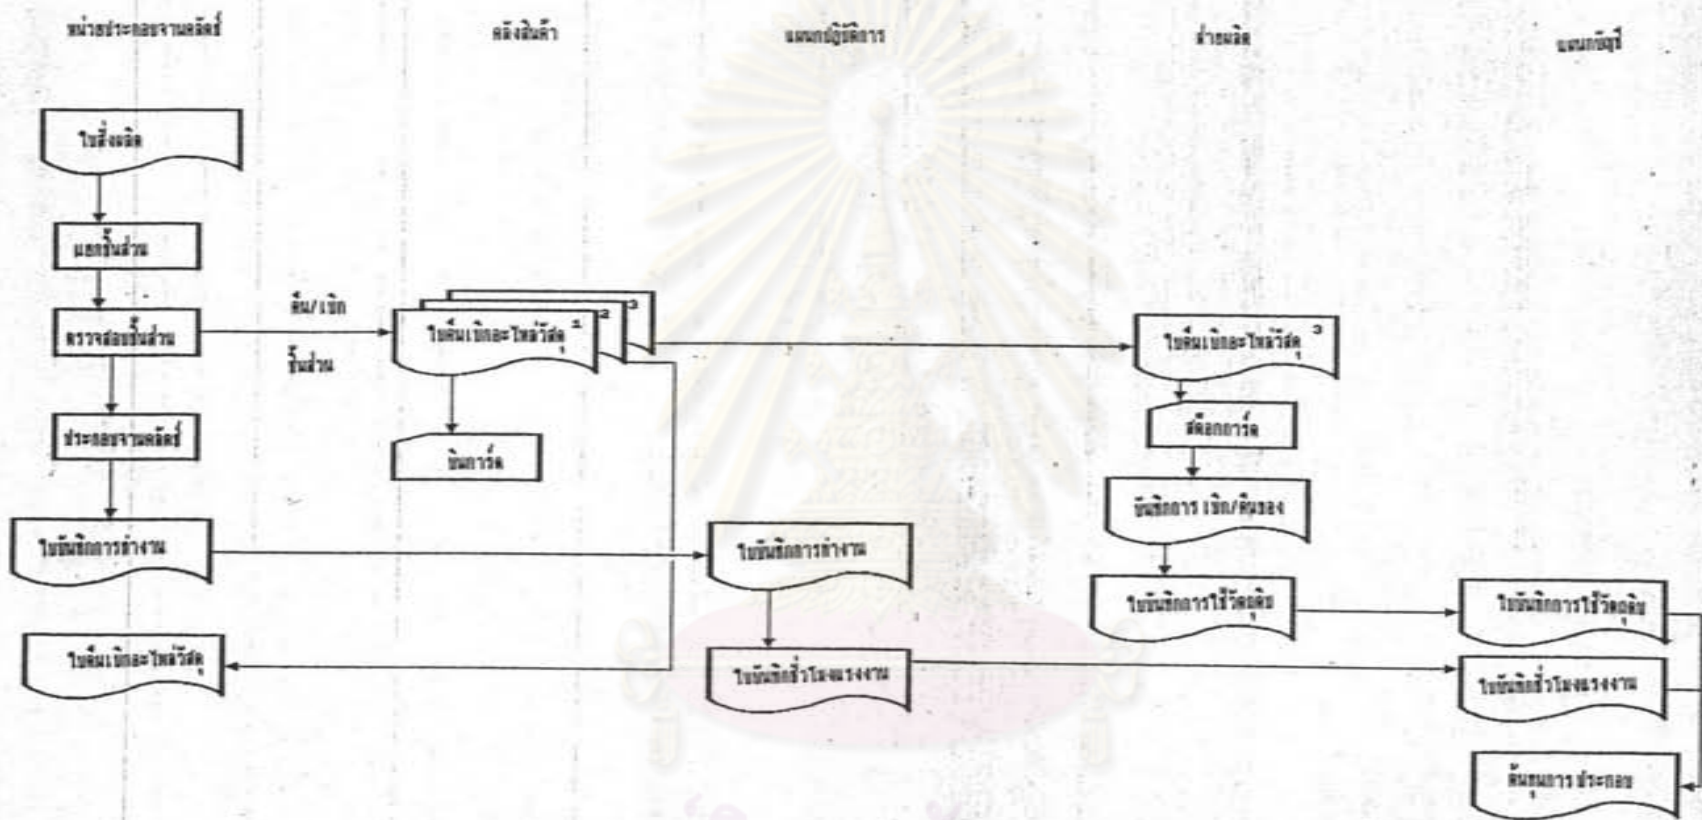 หน่วยประกอบจานคลัตช์
คลังสินค้า
แผนกปฏิบัติการ
ฝ่ายผลิต
แผนกบัญชี
ใบสั่งผลิต
แยกชิ้นส่วน
ตรวจสอบชิ้นส่วน
คืน/เบิก
ชิ้นส่วน
ใบคืนเบิกอะไหล่วัสดุ 1
2
3
ใบคืนเบิกอะไหล่วัสดุ 3
ประกอบจานคลัตช์
บินการ์ด
สต็อกการ์ด
บันทึกการเบิก/คืนของ
ใบบันทึกการทำงาน
ใบบันทึกการทำงาน
ใบบันทึกการใช้วัตถุดิบ
ใบบันทึกการใช้วัตถุดิบ
ใบคืนเบิกอะไหล่วัสดุ
ใบบันทึกชั่วโมงแรงงาน
ใบบันทึกชั่วโมงแรงงาน
ต้นทุนการประกอบ